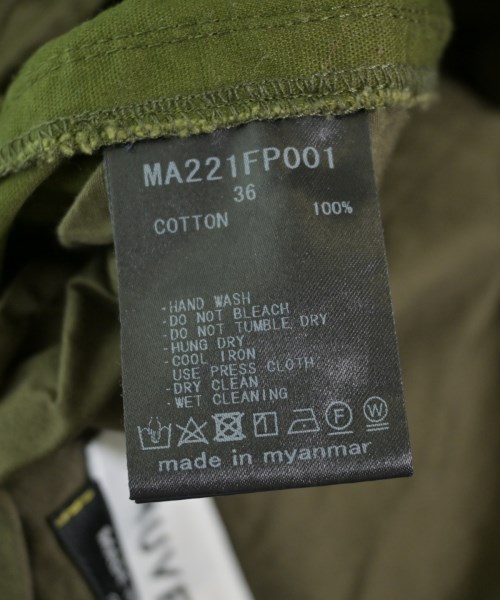 MA221FP001
36
COTTON 100%
-HAND WASH
-DO NOT BLEACH
-DO NOT TUMBLE DRY
-HUNG DRY
-COOL IRON
USE PRESS CLOTH
-DRY CLEAN
-WET CLEANING
F W
made in myanmar